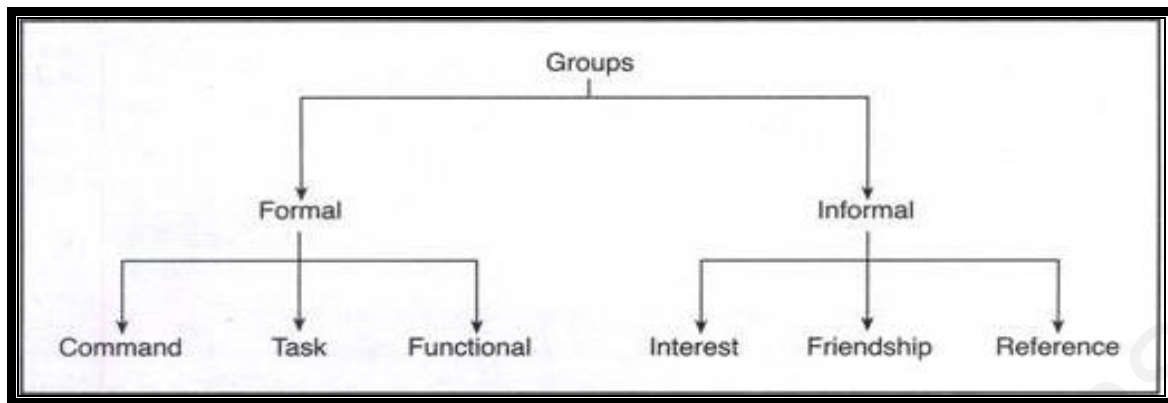 Groups
Formal Informal
Command Task Functional Interest Friendship Reference